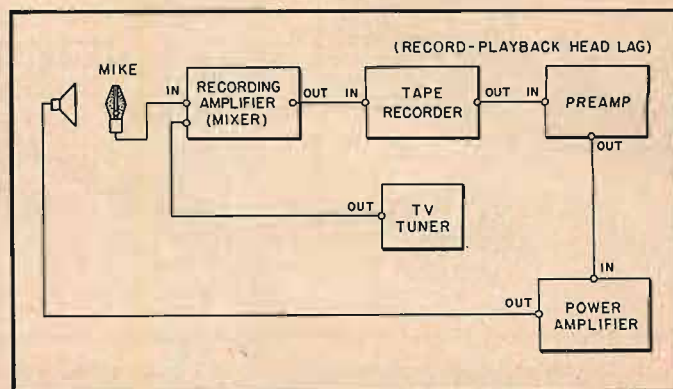 (RECORD-PLAYBACK HEAD LAG)
MIKE
IN
RECORDING
AMPLIFIER
(MIXER)
OUT
IN
TAPE
RECORDER
OUT
IN
PREAMP
OUT
OUT
TV
TUNER
IN
OUT
POWER
AMPLIFIER